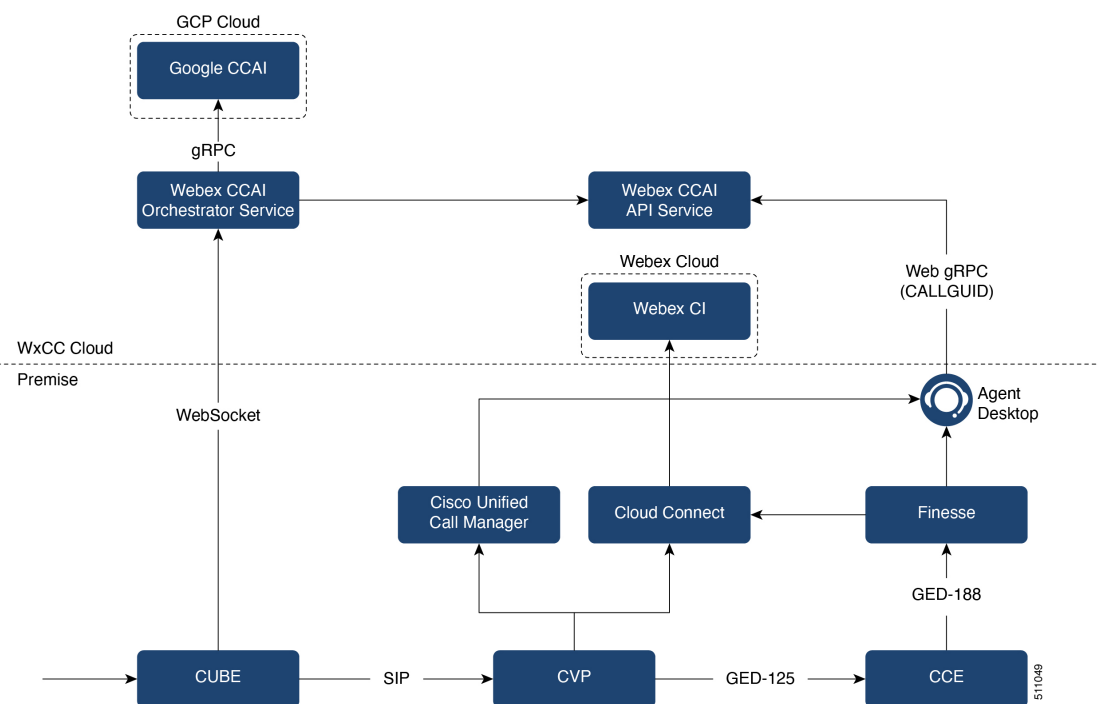 GCP Cloud
Google CCAI
gRPC
Webex CCAI
Orchestrator Service
Webex CCAI
API Service
Webex Cloud
Webex CI
Web gRPC
(CALLGUID)
WxCC Cloud
Premise
WebSocket
Agent
Desktop
Cisco Unified
Call Manager
Cloud Connect
Finesse
GED-188
CUBE
SIP
CVP
GED-125
CCE
511049